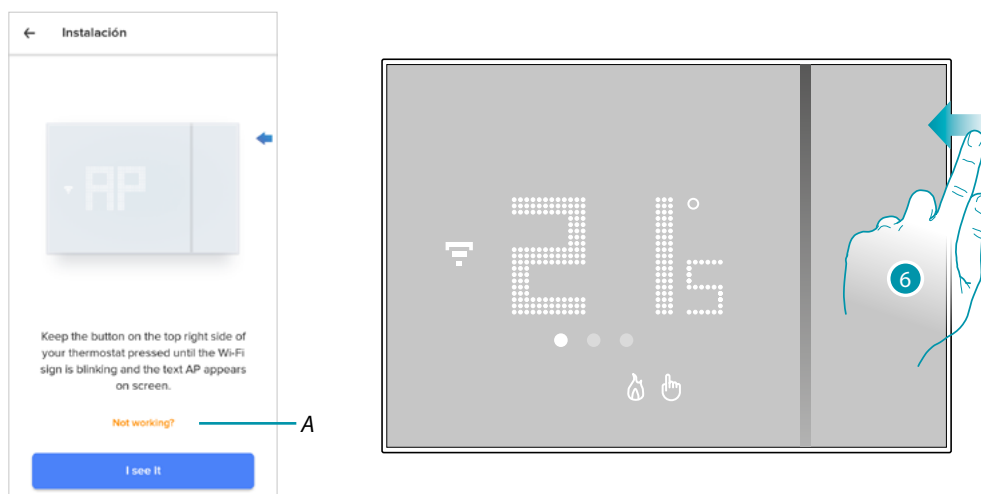 Instalación
AP
Keep the button on the top right side of
your thermostat pressed until the Wi-Fi
sign is blinking and the text AP appears
on screen.
Not working?
A
I see It
21°5
6